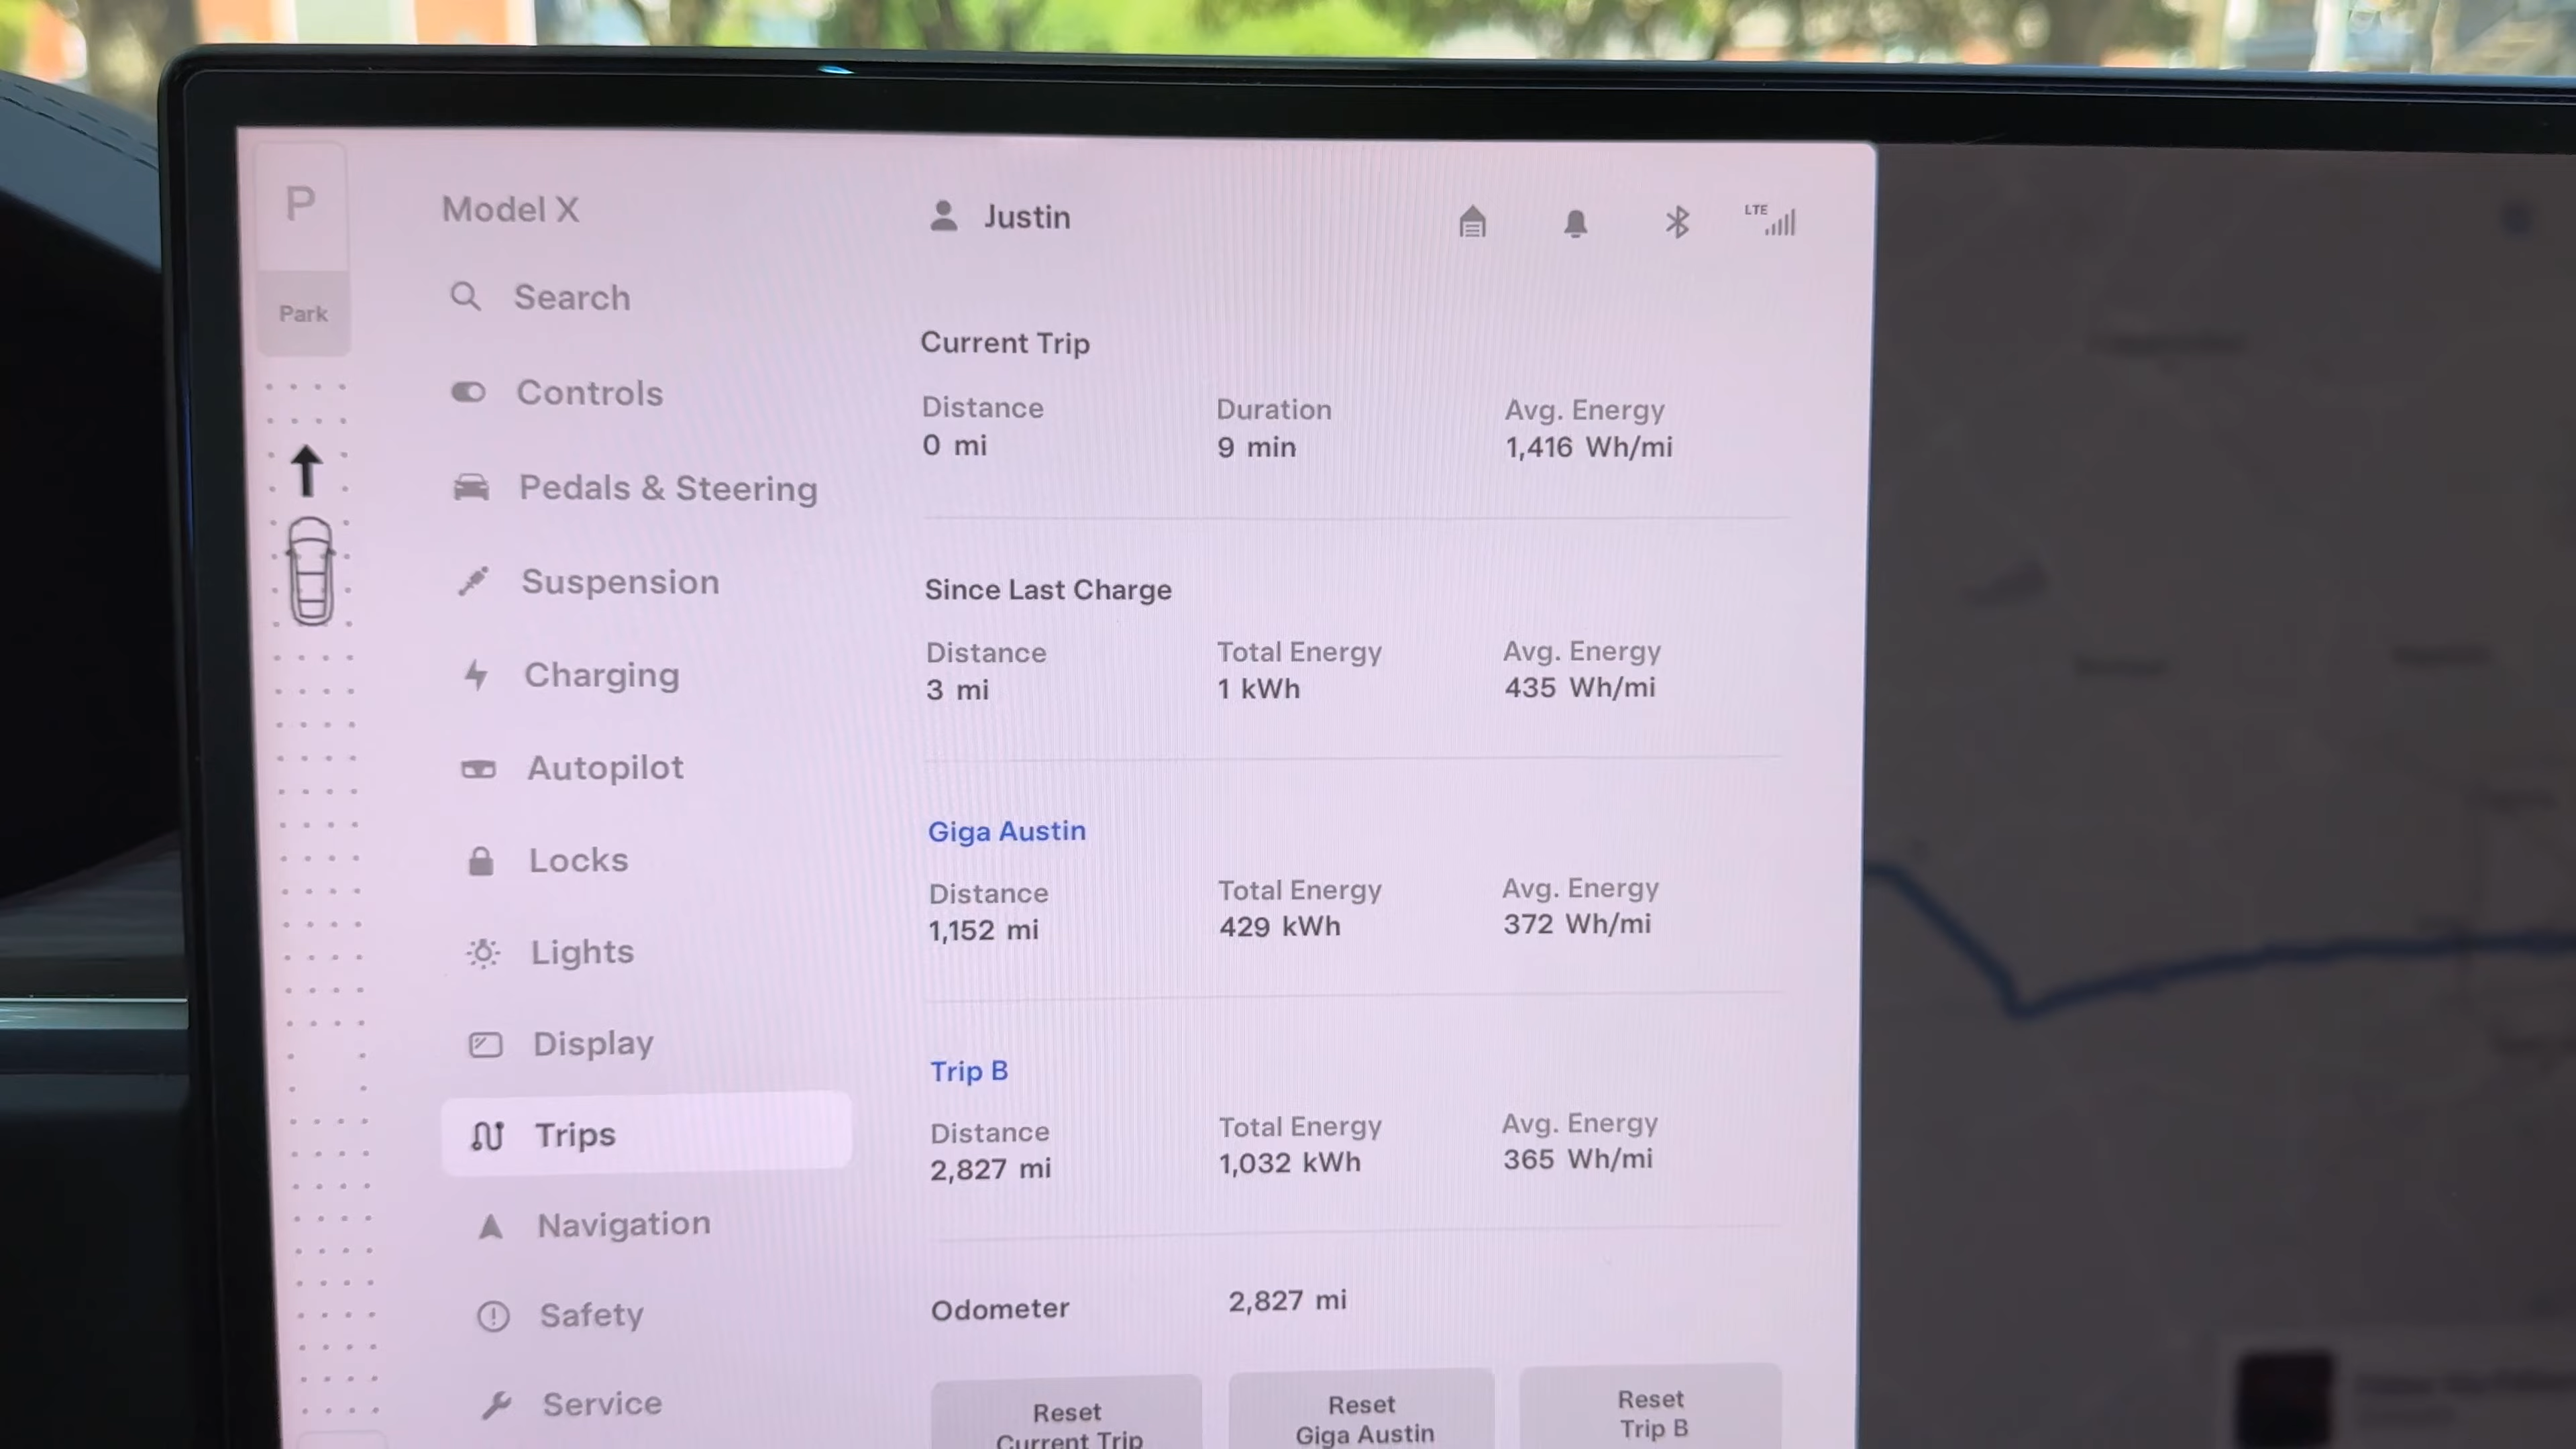 P
Park
Model X
Search
Controls
Pedals & Steering
Suspension
Charging
Autopilot
Locks
Lights
Display
Trips
Navigation
Safety
Service
Justin
LTE
Current Trip
Distance Duration Avg. Energy
0 mi 9 min 1,416 Wh/mi
Since Last Charge
Distance Total Energy Avg. Energy
3 mi 1 kWh 435 Wh/mi
Giga Austin
Distance Total Energy Avg. Energy
1,152 mi 429 kWh 372 Wh/mi
Trip B
Distance Total Energy Avg. Energy
2,827 mi 1,032 kWh 365 Wh/mi
Odometer 2,827 mi
Reset
Current Trip
Reset
Giga Austin
Reset
Trip B